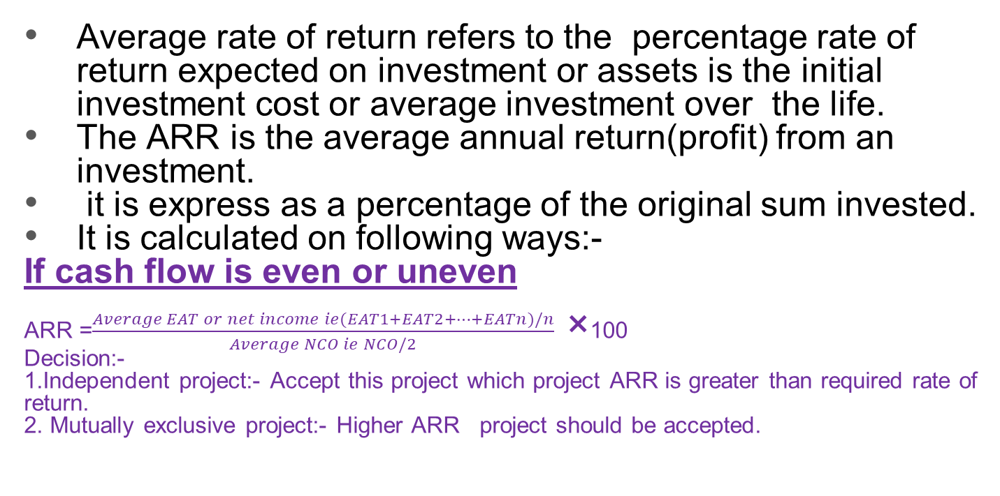 • Average rate of return refers to the  percentage rate of
return expected on investment or assets is the initial
investment cost or average investment over  the life.
• The ARR is the average annual return(profit) from an
investment.
•  it is express as a percentage of the original sum invested.
• It is calculated on following ways:-
If cash flow is even or uneven
ARR = Average EAT or net income ie(EAT1+EAT2+⋯+EATn)/n / Average NCO ie NCO/2 ×100
Decision:-
1.Independent project:- Accept this project which project ARR is greater than required rate of
return.
2. Mutually exclusive project:- Higher ARR  project should be accepted.